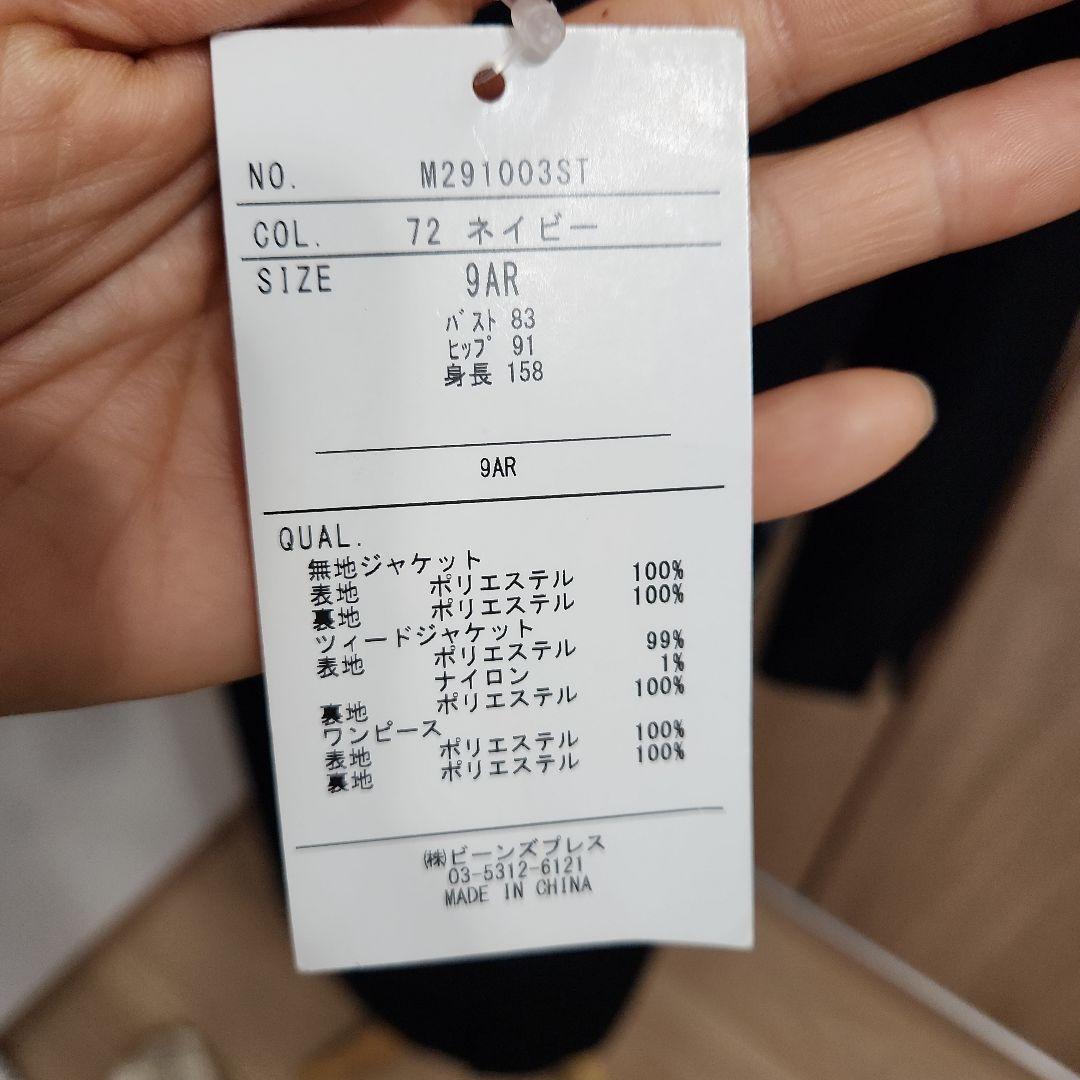 NO. M291003ST
COL. 72 ネイビー
SIZE 9AR
ﾊﾞｽﾄ 83
ﾋｯﾌﾟ 91
身長 158
9AR
QUAL.
無地ジャケット
表地 ポリエステル 100%
裏地 ポリエステル 100%
ツィードジャケット
表地 ポリエステル 99%
ナイロン 1%
裏地 ポリエステル 100%
ワンピース
表地 ポリエステル 100%
裏地 ポリエステル 100%
㈱ビーンズプレス
03-5312-6121
MADE IN CHINA